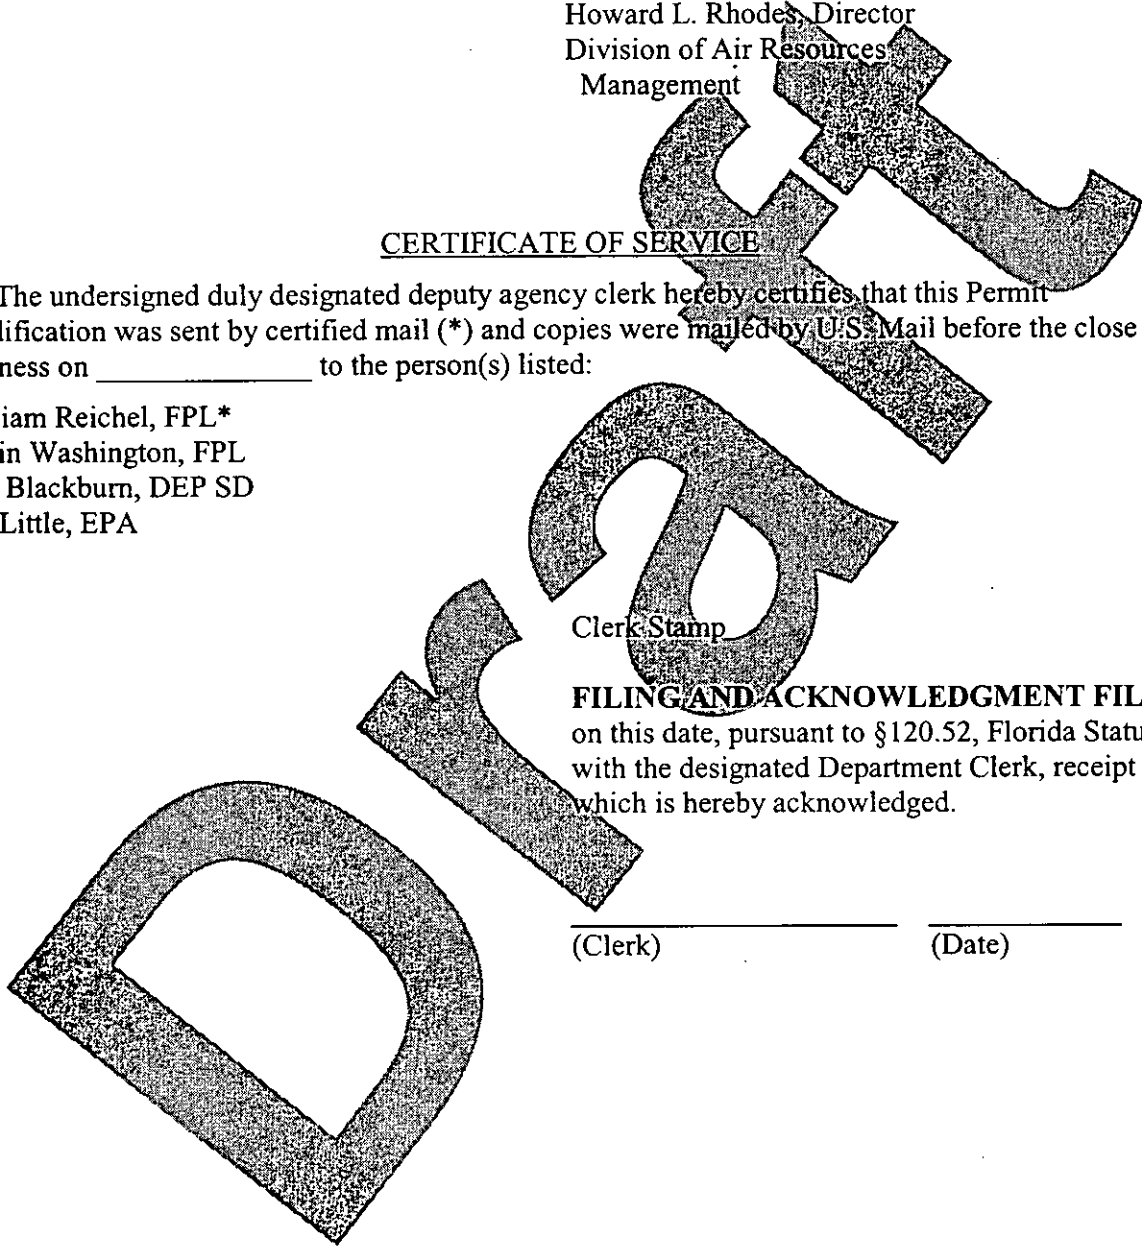 Howard L. Rhodes, Director
Division of Air Resources
Management
CERTIFICATE OF SERVICE
The undersigned duly designated deputy agency clerk hereby certifies that this Permit
lification was sent by certified mail (*) and copies were mailed by U.S. Mail before the close
ness on ________________ to the person(s) listed:
iam Reichel, FPL*
in Washington, FPL
Blackburn, DEP SD
Little, EPA
Clerk Stamp
FILING AND ACKNOWLEDGMENT FIL
on this date, pursuant to §120.52, Florida Statu
with the designated Department Clerk, receipt
which is hereby acknowledged.
(Clerk) (Date)
Draft